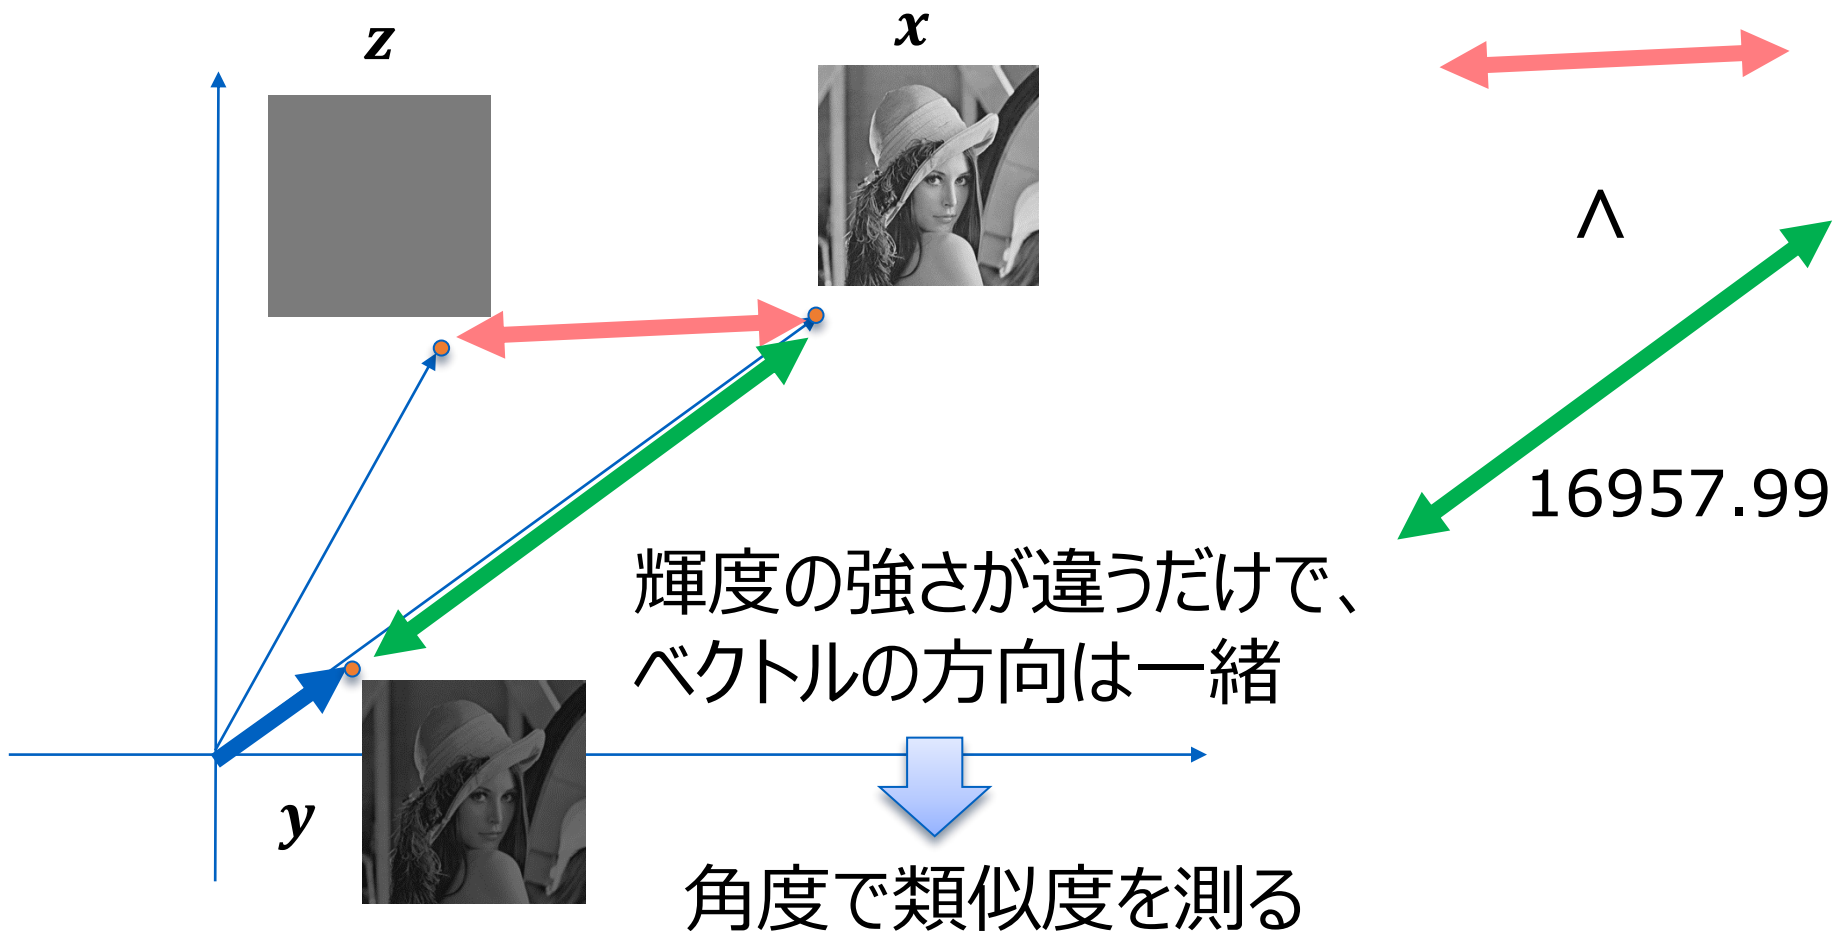 z
x
∧
16957.99
輝度の強さが違うだけで、
ベクトルの方向は一緒
y
角度で類似度を測る